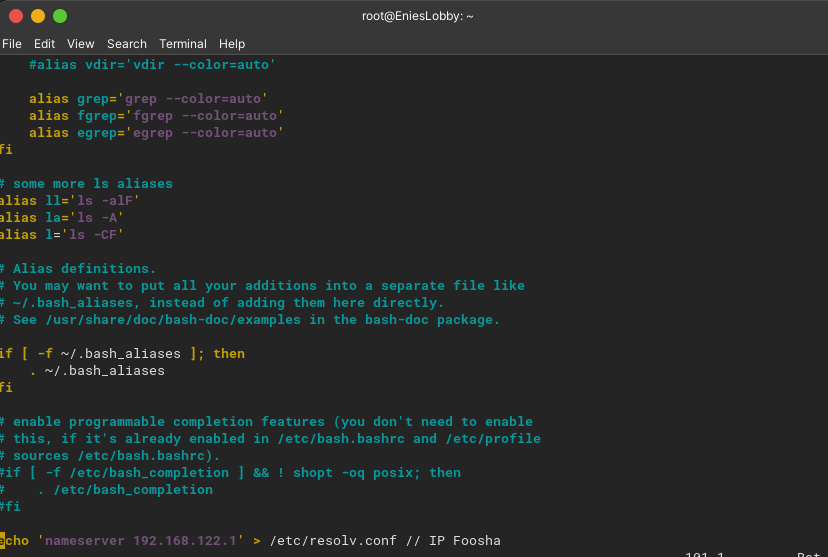 root@EniesLobby: ~
File Edit View Search Terminal Help
#alias vdir='vdir --color=auto'
alias grep='grep --color=auto'
alias fgrep='fgrep --color=auto'
alias egrep='egrep --color=auto'
fi
# some more ls aliases
alias ll='ls -alF'
alias la='ls -A'
alias l='ls -CF'
# Alias definitions.
# You may want to put all your additions into a separate file like
# ~/.bash_aliases, instead of adding them here directly.
# See /usr/share/doc/bash-doc/examples in the bash-doc package.
if [ -f ~/.bash_aliases ]; then
. ~/.bash_aliases
fi
# enable programmable completion features (you don't need to enable
# this, if it's already enabled in /etc/bash.bashrc and /etc/profile
# sources /etc/bash.bashrc).
#if [ -f /etc/bash_completion ] && ! shopt -oq posix; then
# . /etc/bash_completion
#fi
echo 'nameserver 192.168.122.1' > /etc/resolv.conf // IP Foosha
101,1 Bot